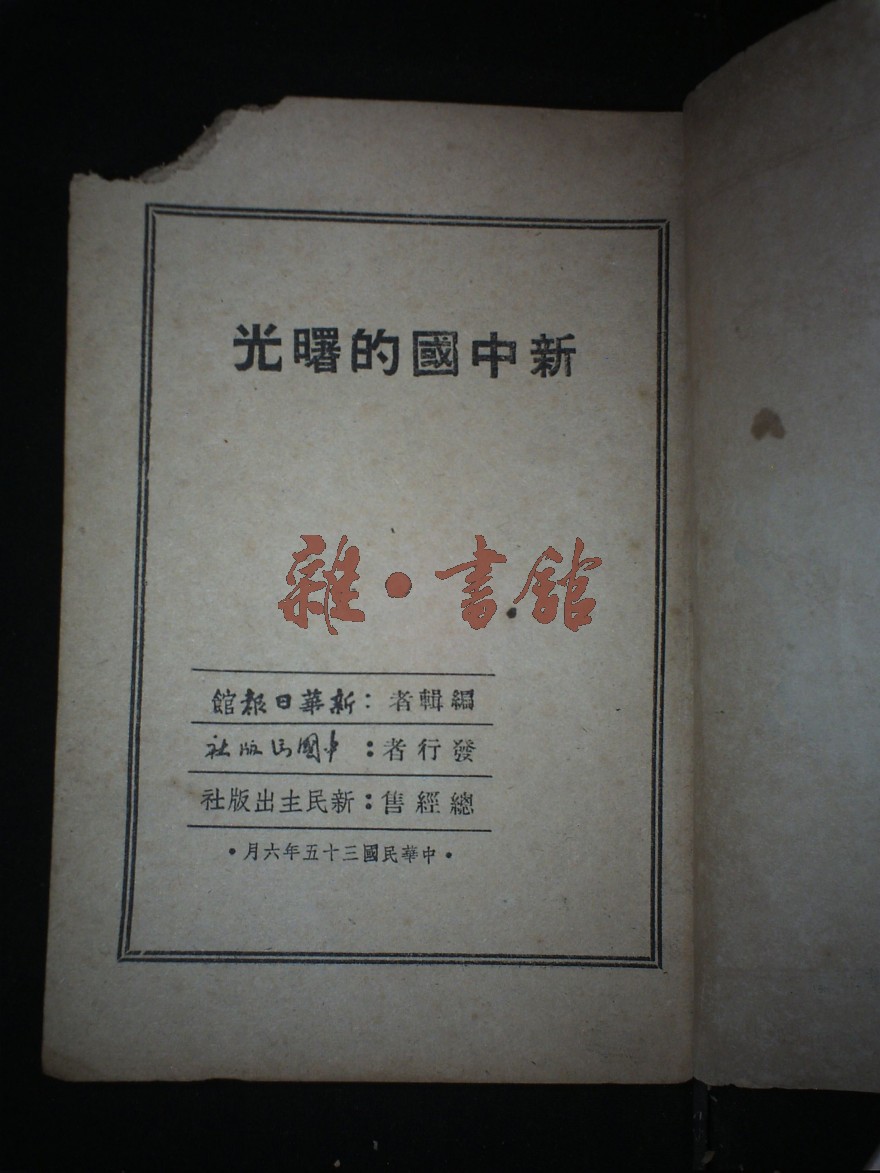 新中國的曙光
雜•書館
編輯者：新華日報館
發行者：中國出版社
總經售：新民主出版社
•中華民國三十五年六月•